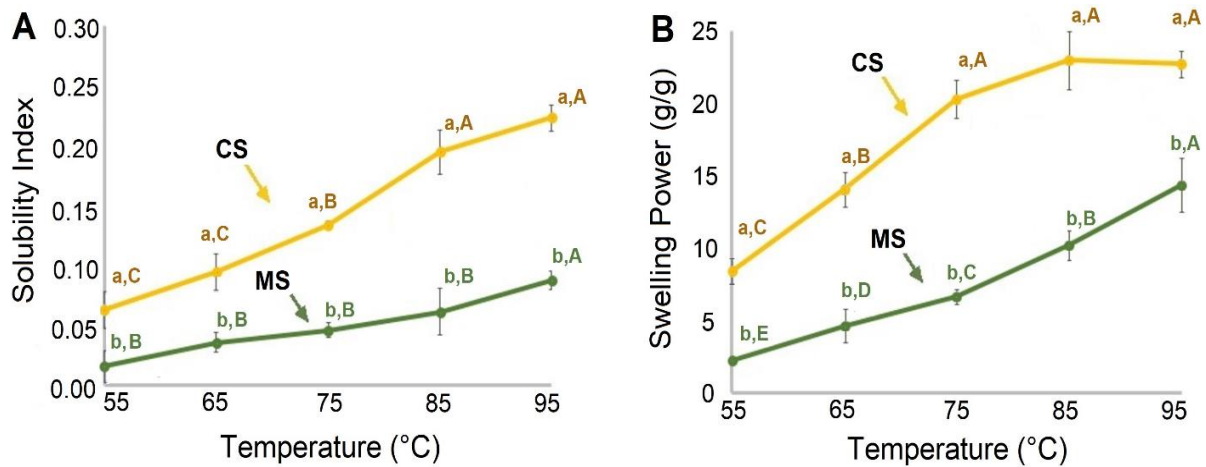 A
Solubility Index
0.30
0.25
0.20
0.15
0.10
0.05
0.00
CS
MS
a,C
a,C
a,B
a,A
a,A
b,B
b,B
b,B
b,B
b,A
55 65 75 85 95
Temperature (°C)
B
Swelling Power (g/g)
25
20
15
10
5
0
CS
MS
a,C
a,B
a,A
a,A
a,A
b,E
b,D
b,C
b,B
b,A
55 65 75 85 95
Temperature (°C)